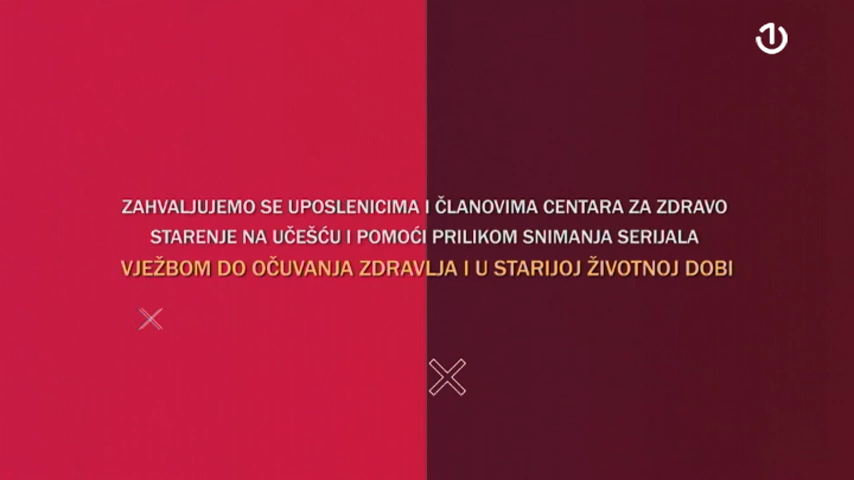 ZAHVALJUJEMO SE UPOSLENICIMA I ČLANOVIMA CENTARA ZA ZDRAVO
STARENJE NA UČEŠĆU I POMOĆI PRILIKOM SNIMANJA SERIJALA
VJEŽBOM DO OČUVANJA ZDRAVLJA I U STARIJOJ ŽIVOTNOJ DOBI